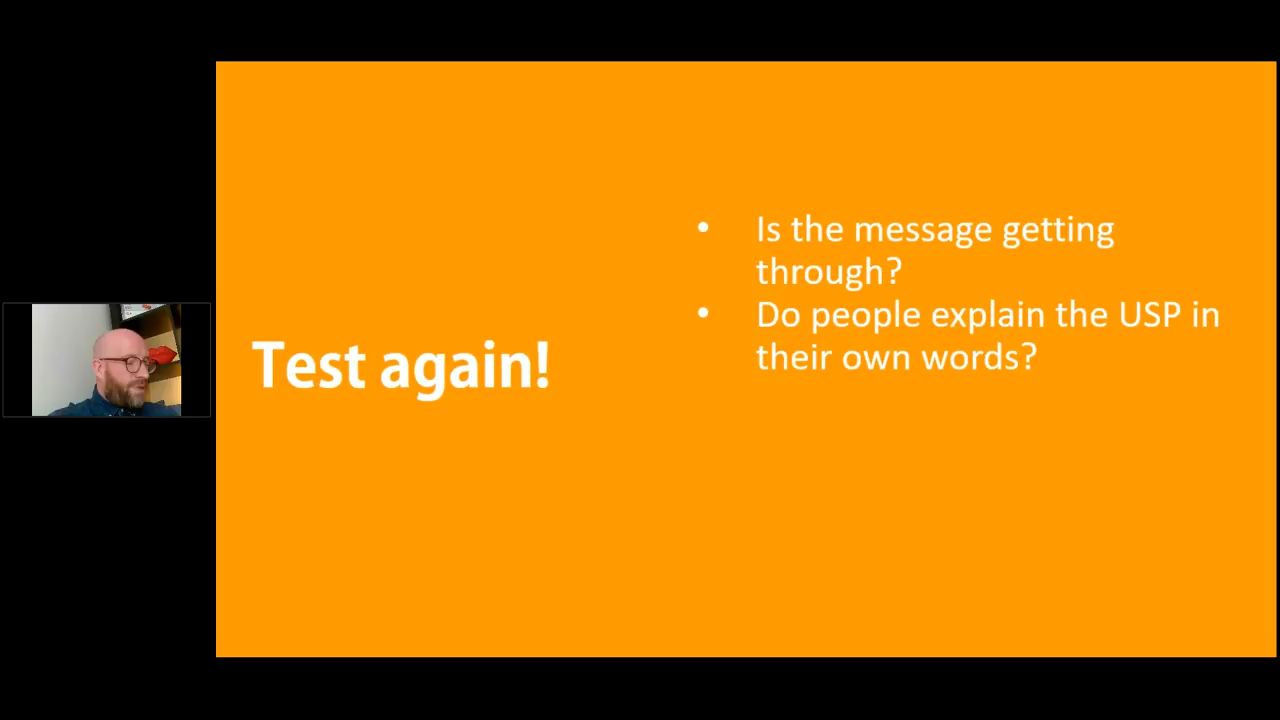 Test again!
• Is the message getting
through?
• Do people explain the USP in
their own words?